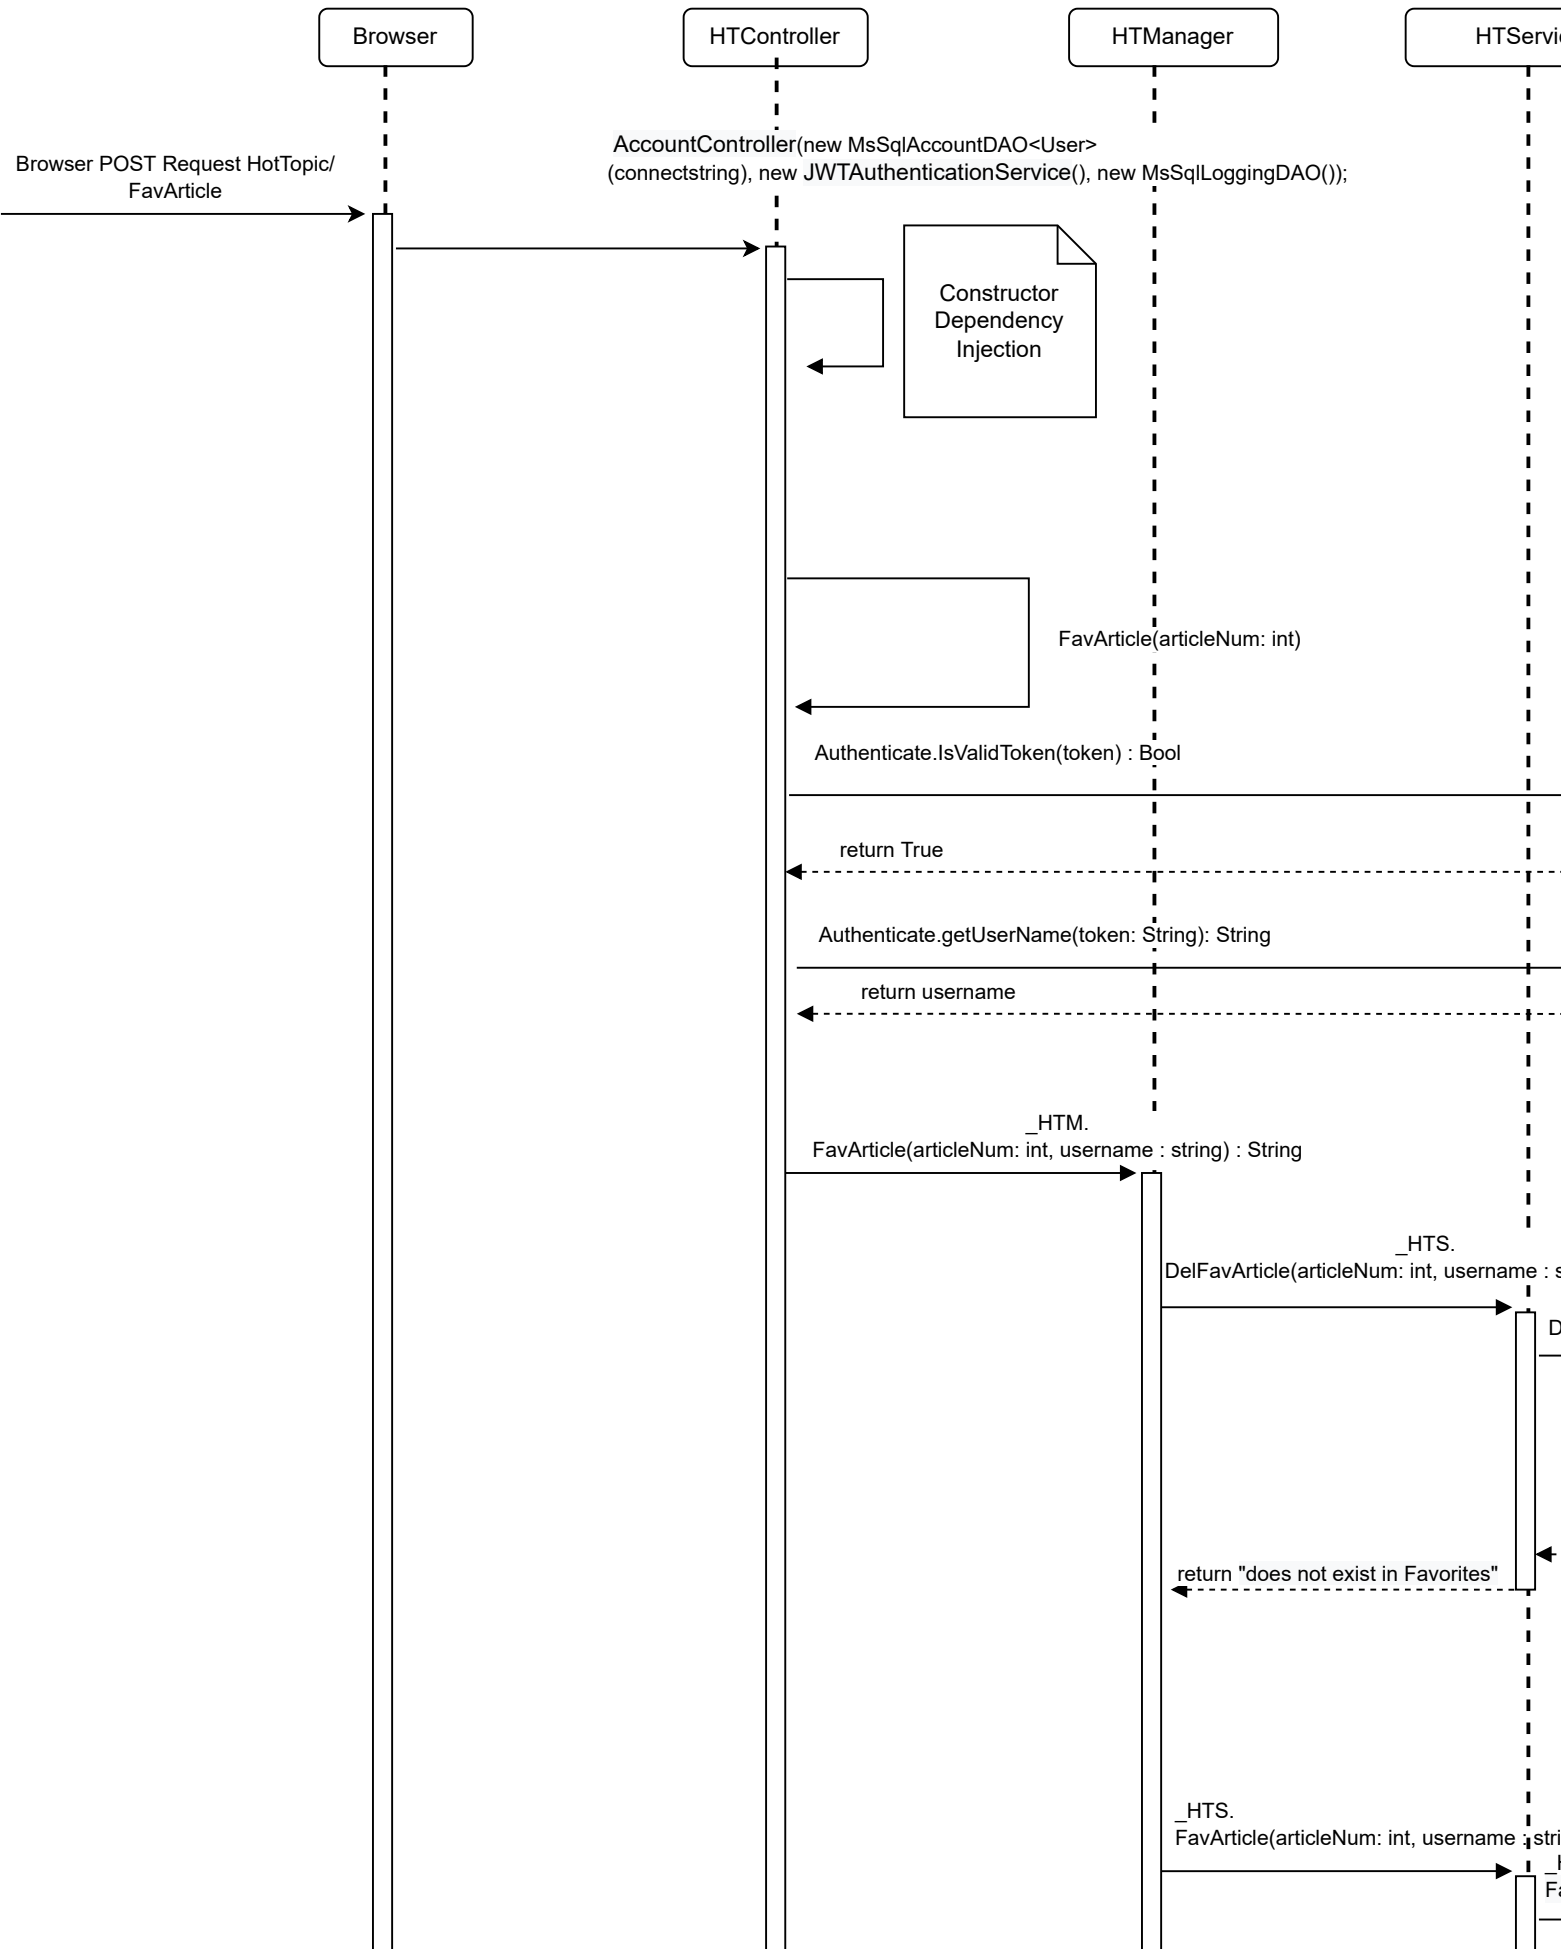 Browser
HTController
HTManager
AccountController(new MsSqlAccountDAO<User>
(connectstring), new JWTAuthenticationService(), new MsSqlLoggingDAO());
Browser POST Request HotTopic/
FavArticle
Constructor
Dependency
Injection
FavArticle(articleNum: int)
Authenticate.IsValidToken(token) : Bool
return True
Authenticate.getUserName(token: String): String
return username
_HTM.
FavArticle(articleNum: int, username : string) : String
_HTS.
DelFavArticle(articleNum: int, username :
return "does not exist in Favorites"
_HTS.
FavArticle(articleNum: int, username :